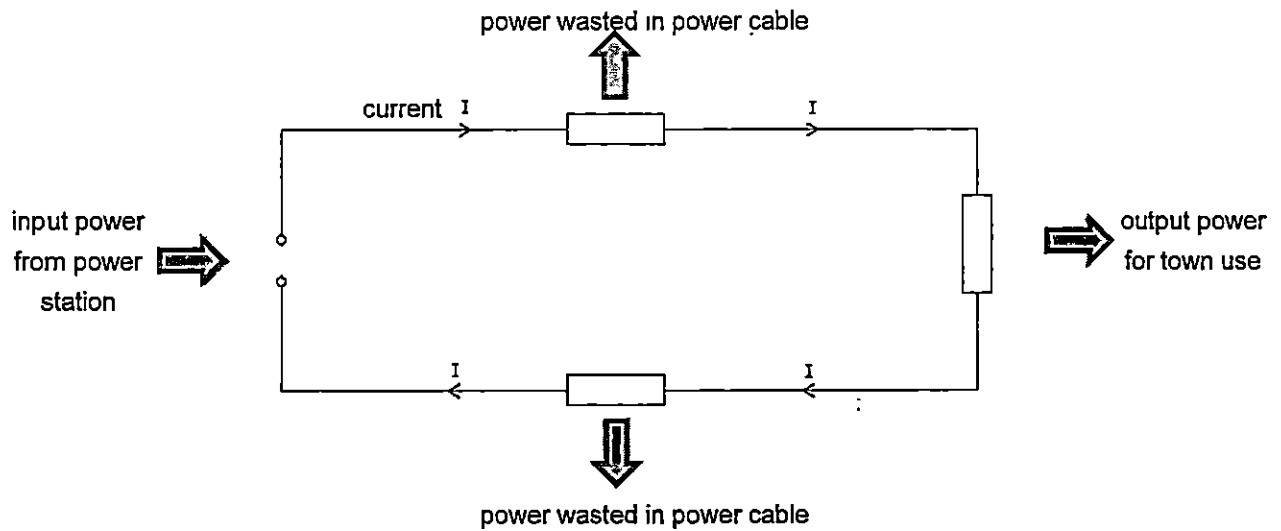 power wasted in power cable
current I
I
input power
from power
station
output power
for town use
I
I
power wasted in power cable